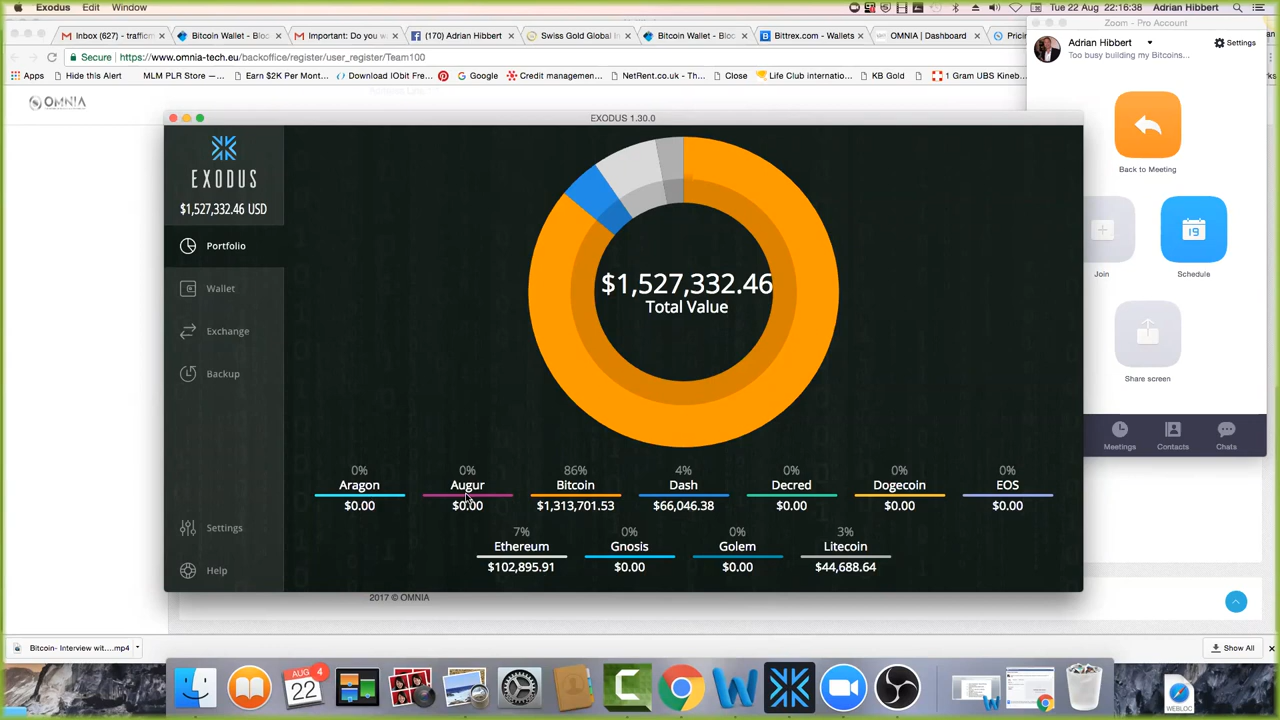 Exodus Edit Window
Tue 22 Aug 22:16:38 Adrian Hibbert
Inbox (627) - trafficm
Bitcoin Wallet - Bloc
Important: Do you w
(170) Adrian Hibbert
Swiss Gold Global In
Bitcoin Wallet - Bloc
Bittrex.com - Wallets
OMNIA | Dashboard
Pricin
Zoom - Pro Account
Secure https://www.omnia-tech.eu/backoffice/register/user_register/Team100
Apps
Hide this Alert
MLM PLR Store —
Earn $2K Per Mont...
Download IObit Fre...
Google
Credit managemen...
NetRent.co.uk, The...
Close
Life Club internatio...
KB Gold
1 Gram UBS Kineb...
Adrian Hibbert
Too busy building my Bitcoins...
Settings
OMNIA
EXODUS 1.30.0
EXODUS
$1,527,332.46 USD
Portfolio
Wallet
Exchange
Backup
Settings
Help
$1,527,332.46
Total Value
0% 0% 86% 4% 0% 0% 0%
Aragon Augur Bitcoin Dash Decred Dogecoin EOS
$0.00 $0.00 $1,313,701.53 $66,046.38 $0.00 $0.00 $0.00
7% 0% 0% 3%
Ethereum Gnosis Golem Litecoin
$102,895.91 $0.00 $0.00 $44,688.64
Back to Meeting
19
Join Schedule
Share screen
Meetings Contacts Chats
2017 © OMNIA
Bitcoin- Interview wit....mp4
Show All
AUG 4
22
WEBLOC